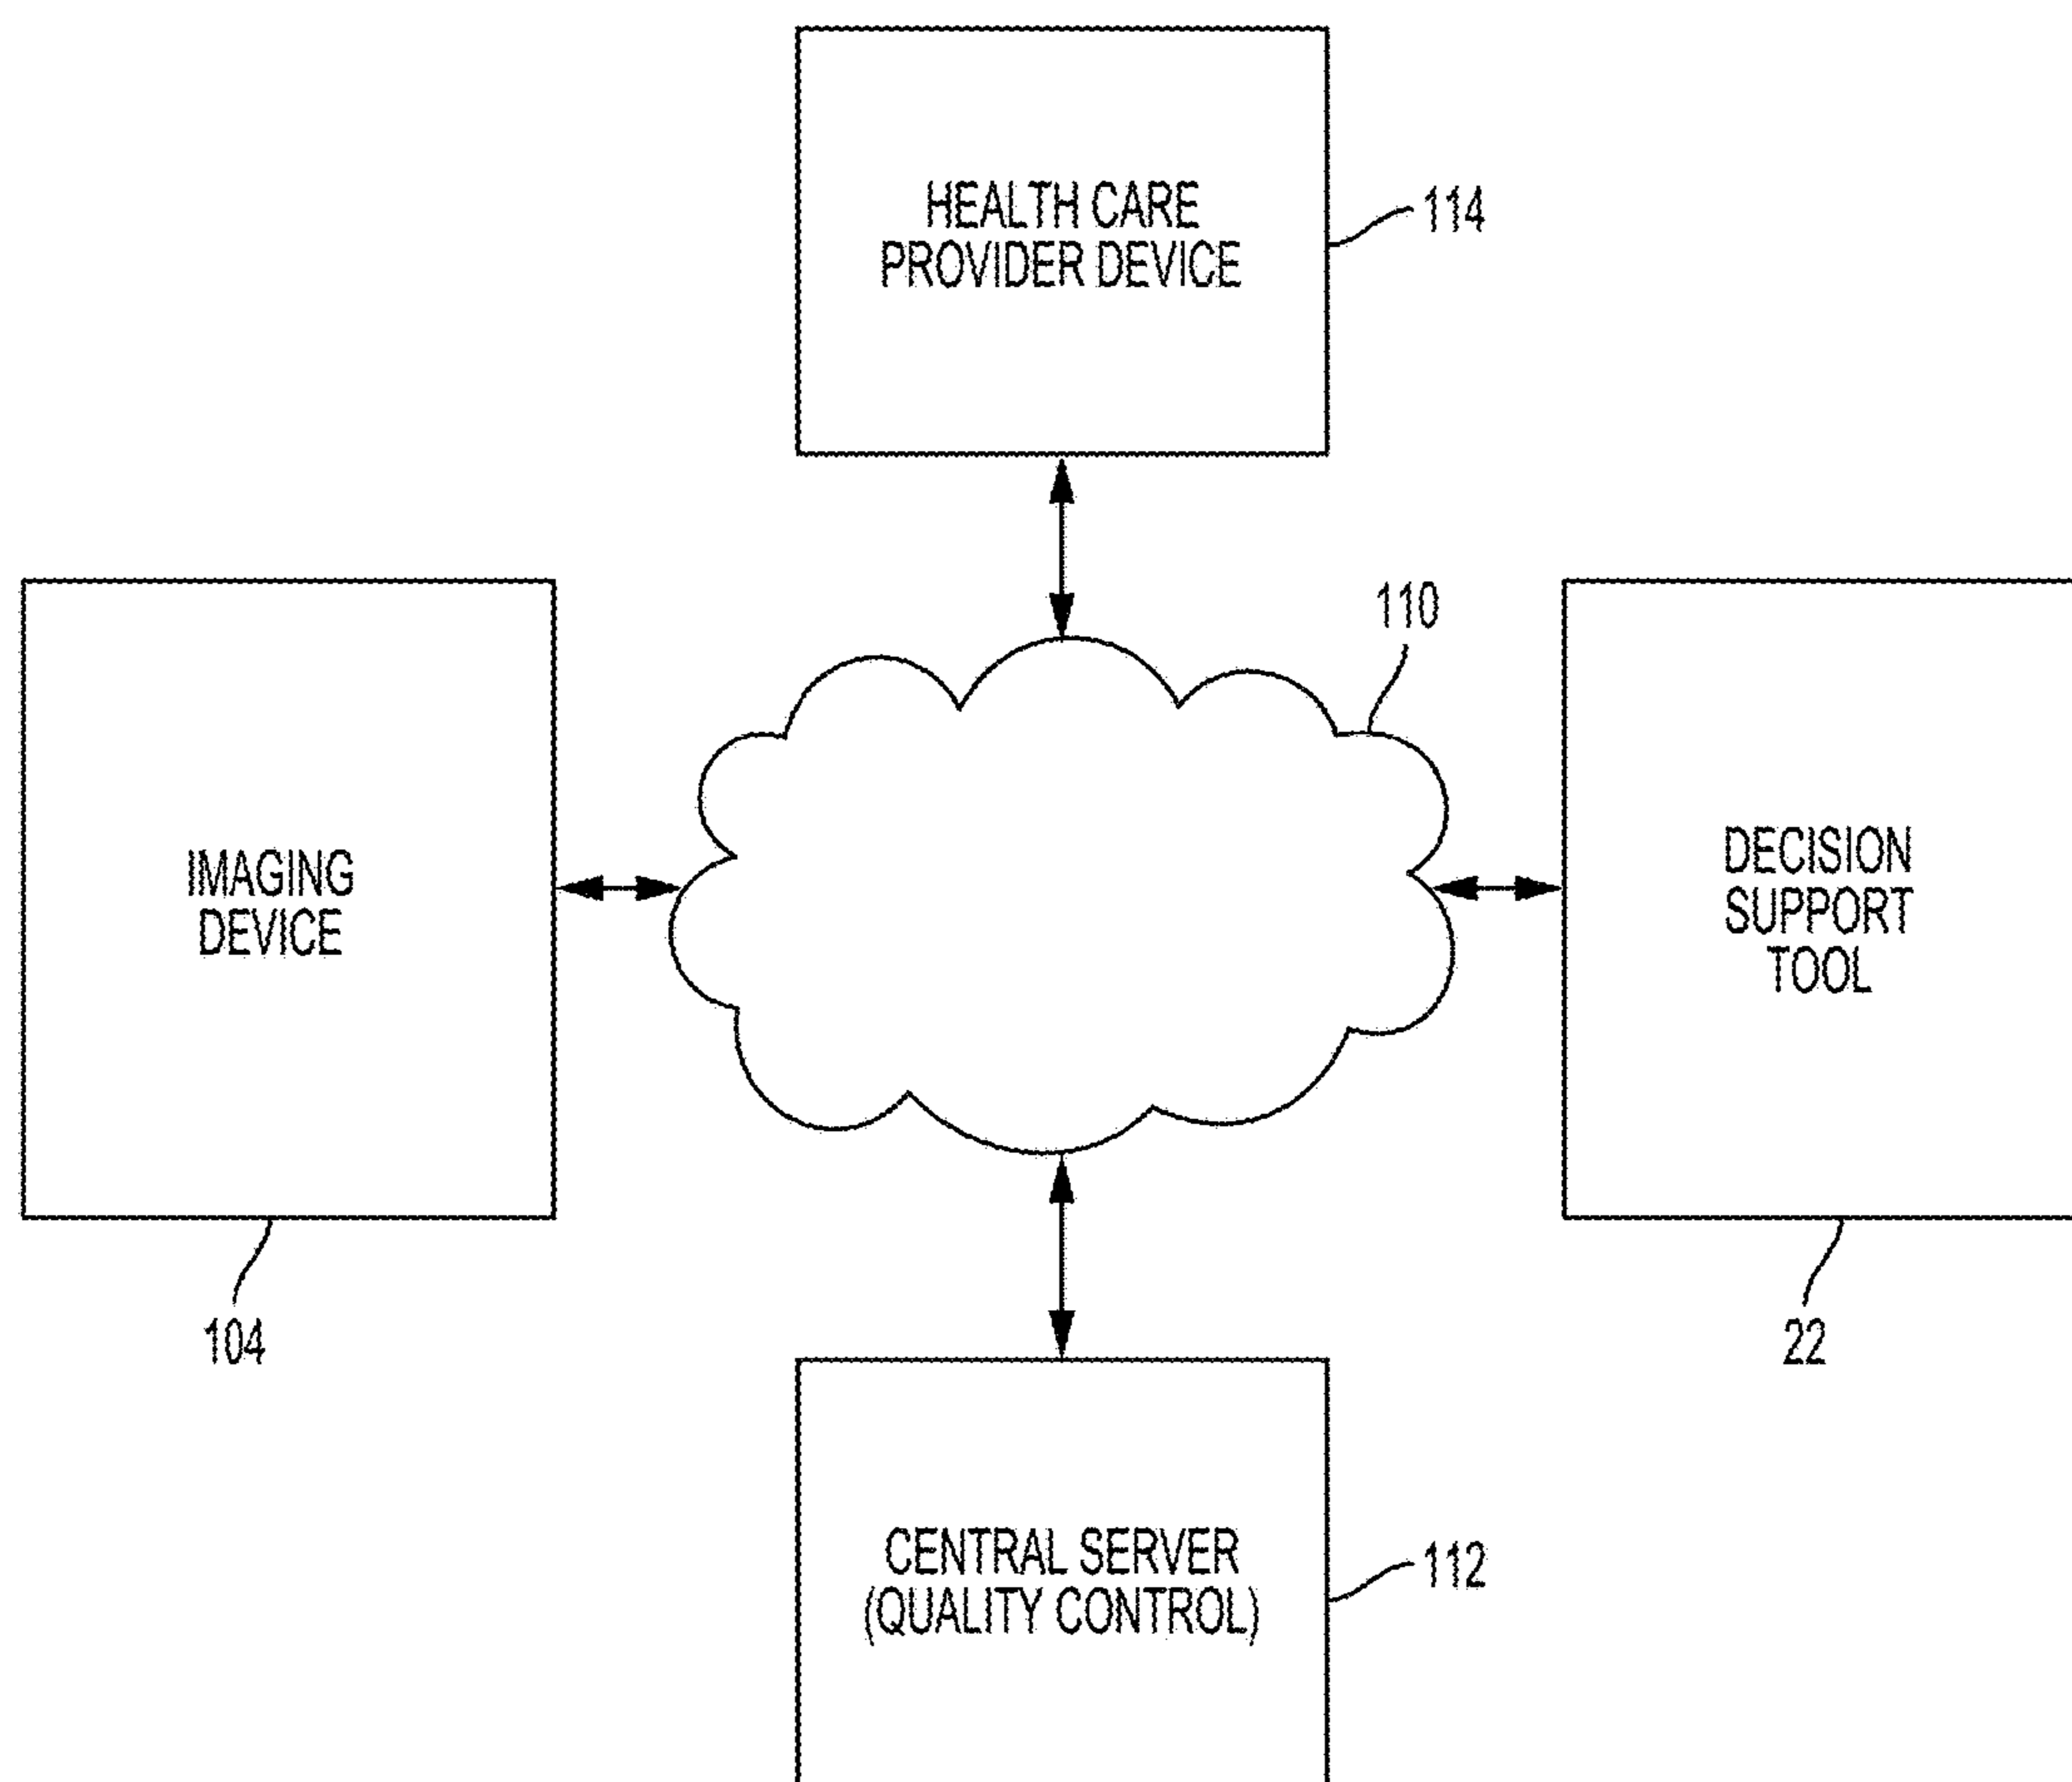 HEALTH CARE
PROVIDER DEVICE
114
110
IMAGING
DEVICE
DECISION
SUPPORT
TOOL
104
22
CENTRAL SERVER
(QUALITY CONTROL)
112